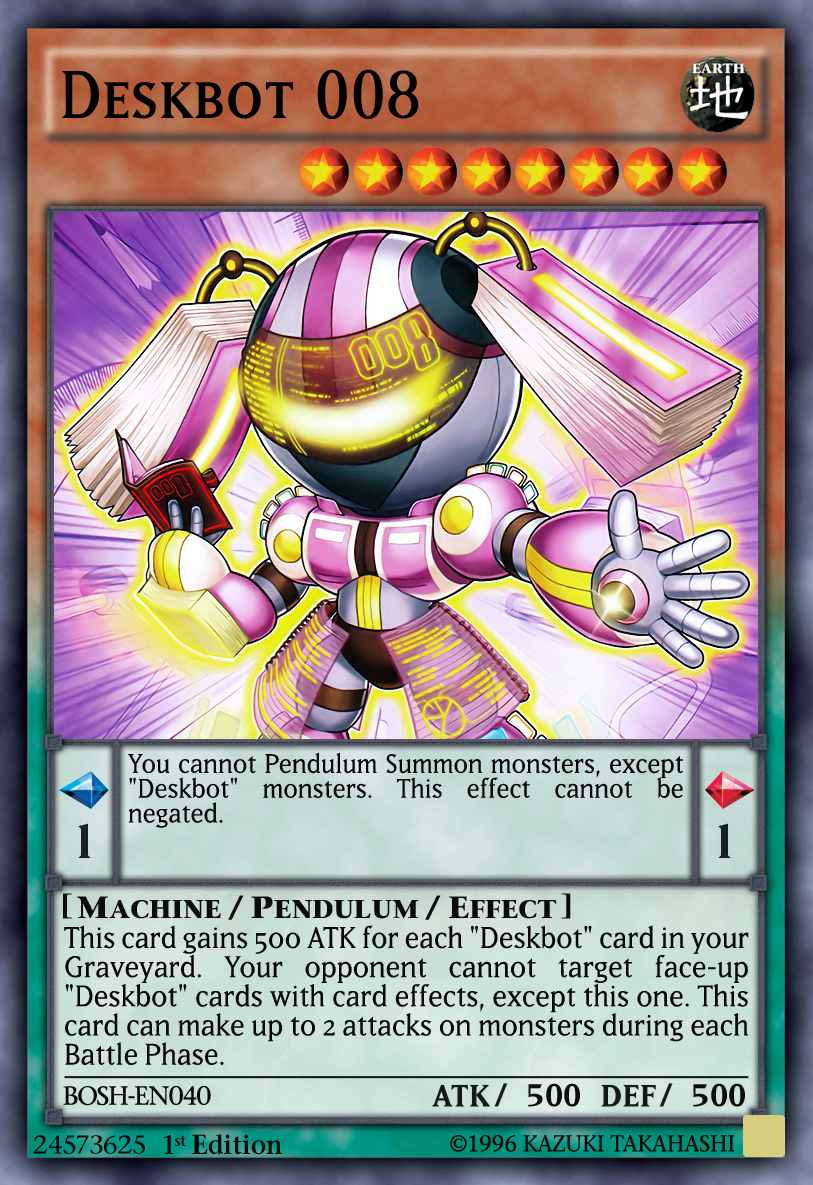 Deskbot 008
EARTH
地
008
008
You cannot Pendulum Summon monsters, except
"Deskbot" monsters. This effect cannot be
negated.
1
1
[ Machine / Pendulum / Effect ]
This card gains 500 ATK for each "Deskbot" card in your
Graveyard. Your opponent cannot target face-up
"Deskbot" cards with card effects, except this one. This
card can make up to 2 attacks on monsters during each
Battle Phase.
BOSH-EN040
ATK/ 500 DEF/ 500
24573625 1st Edition
©1996 KAZUKI TAKAHASHI